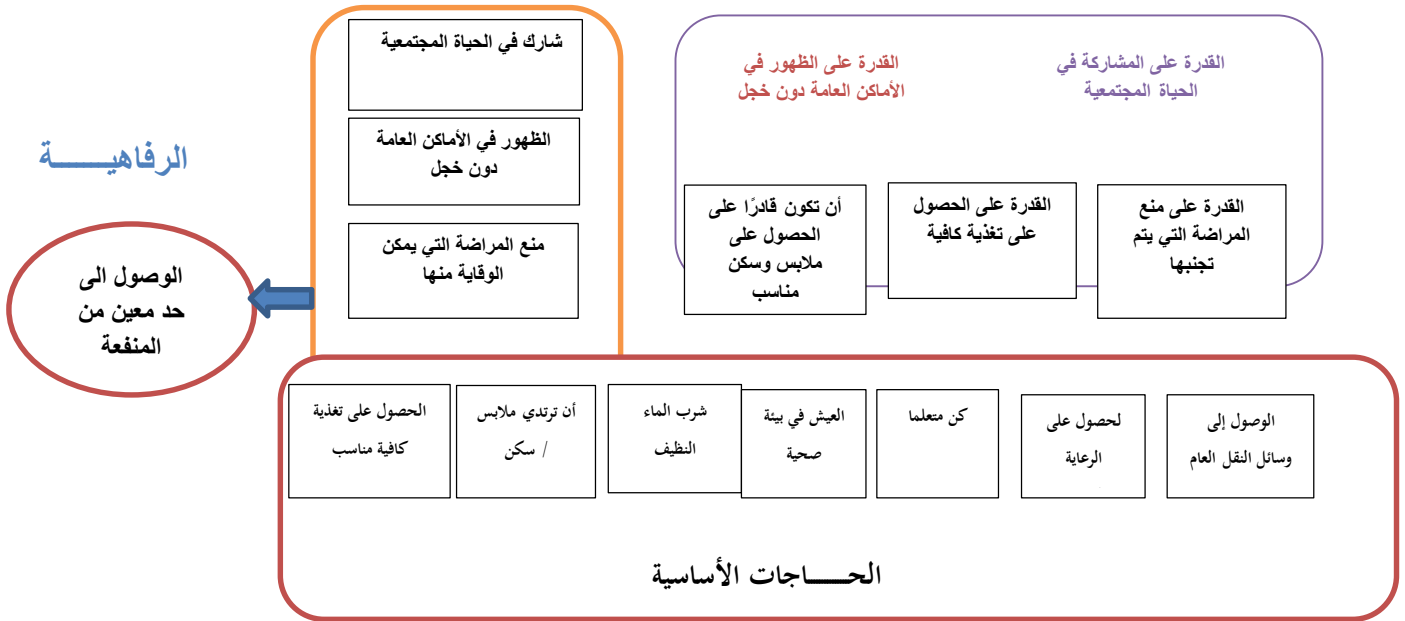 القدرة على المشاركة في
الحياة المجتمعية
القدرة على الظهور في
الأماكن العامة دون خجل
القدرة على منع
المراضة التي يتم
تجنبها
القدرة على الحصول
على تغذية كافية
أن تكون قادرًا على
الحصول على
ملابس وسكن
مناسب
شارك في الحياة المجتمعية
الظهور في الأماكن العامة
دون خجل
منع المراضة التي يمكن
الوقاية منها
الرفاهيـــــــة
الوصول الى
حد معين من
المنفعة
الوصول إلى
وسائل النقل العام
لحصول على
الرعاية
كن متعلما
العيش في بيئة
صحية
شرب الماء
النظيف
أن ترتدي ملابس
/ سكن
الحصول على تغذية
كافية مناسب
الحــــــاجات الأساسية